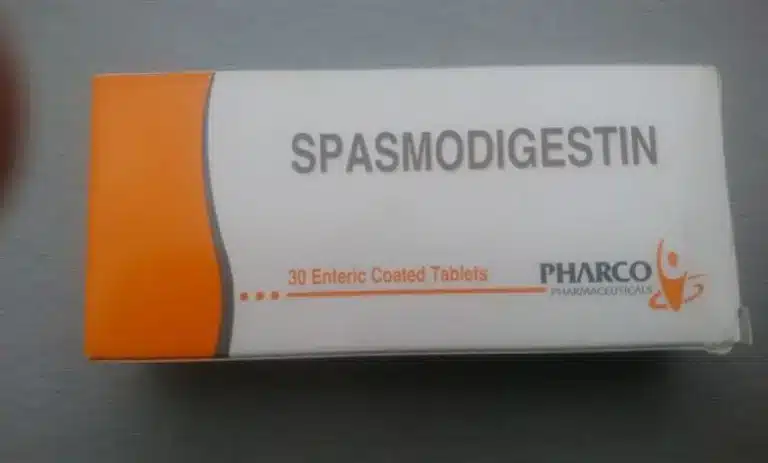 SPASMODIGESTIN
30 Enteric Coated Tablets
PHARCO
PHARMACEUTICALS